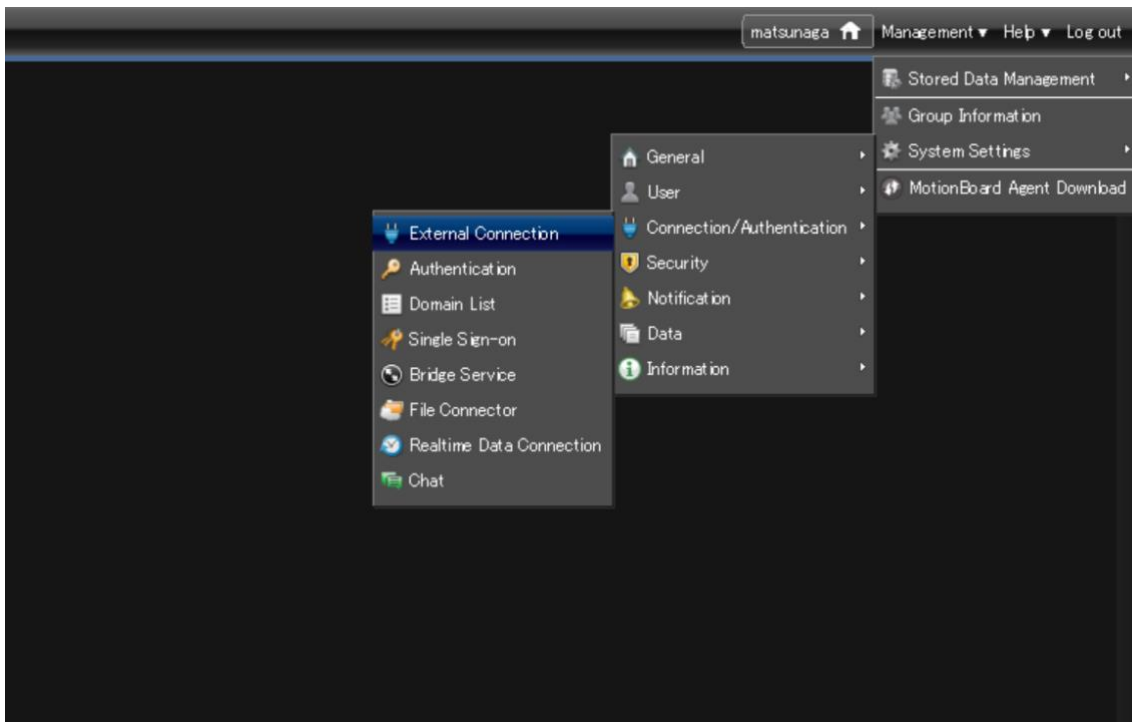 matsunaga Management ▼ Help ▼ Log out
Stored Data Management
Group Information
System Settings
MotionBoard Agent Download
General
User
Connection/Authentication
Security
Notification
Data
Information
External Connection
Authentication
Domain List
Single Sign-on
Bridge Service
File Connector
Realtime Data Connection
Chat